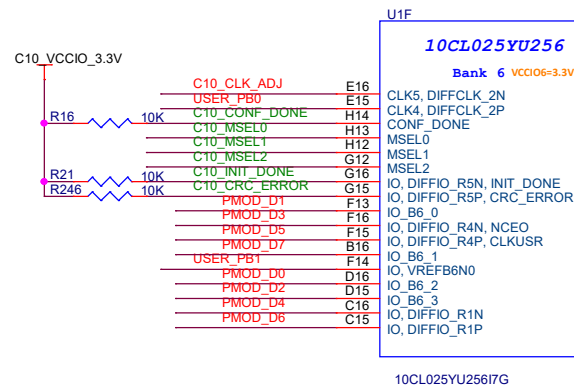 U1F
10CL025YU256
Bank 6 VCCIO6=3.3V
C10_VCCIO_3.3V
C10_CLK_ADJ E16 CLK5, DIFFCLK_2N
USER_PB0 E15 CLK4, DIFFCLK_2P
R16 10K C10_CONF_DONE H14 CONF_DONE
C10_MSEL0 H13 MSEL0
C10_MSEL1 H12 MSEL1
C10_MSEL2 G12 MSEL2
R21 10K C10_INIT_DONE G16 IO, DIFFIO_R5N, INIT_DONE
R246 10K C10_CRC_ERROR G15 IO, DIFFIO_R5P, CRC_ERROR
PMOD_D1 F13 IO_B6_0
PMOD_D3 F16 IO, DIFFIO_R4N, NCEO
PMOD_D5 F15 IO, DIFFIO_R4P, CLKUSR
PMOD_D7 B16 IO_B6_1
USER_PB1 F14 IO, VREFB6N0
PMOD_D0 D16 IO_B6_2
PMOD_D2 D15 IO_B6_3
PMOD_D4 C16 IO, DIFFIO_R1N
PMOD_D6 C15 IO, DIFFIO_R1P
10CL025YU256I7G